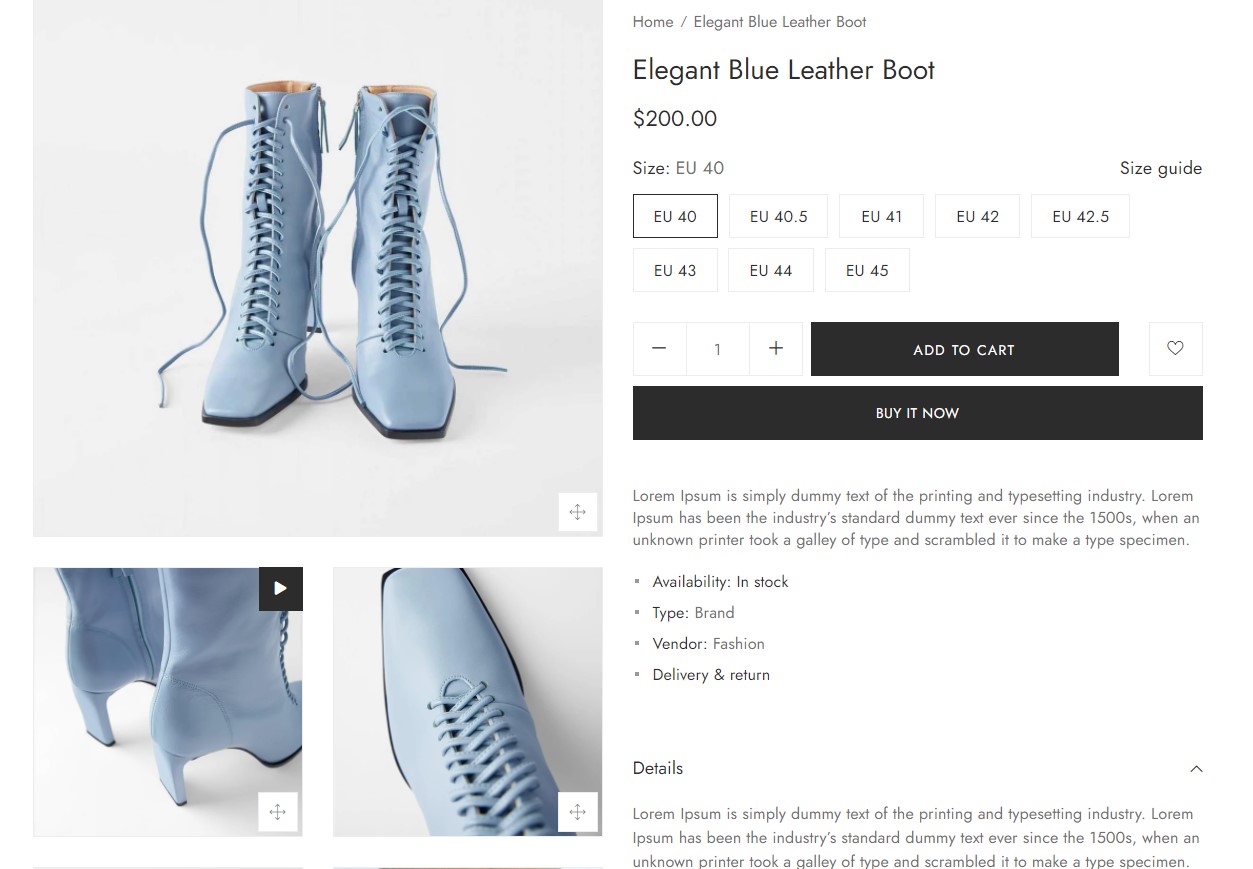 Home / Elegant Blue Leather Boot
Elegant Blue Leather Boot
$200.00
Size: EU 40
Size guide
EU 40 EU 40.5 EU 41 EU 42 EU 42.5
EU 43 EU 44 EU 45
1
ADD TO CART
BUY IT NOW
Lorem Ipsum is simply dummy text of the printing and typesetting industry. Lorem
Ipsum has been the industry’s standard dummy text ever since the 1500s, when an
unknown printer took a galley of type and scrambled it to make a type specimen.
Availability: In stock
Type: Brand
Vendor: Fashion
Delivery & return
Details
Lorem Ipsum is simply dummy text of the printing and typesetting industry. Lorem
Ipsum has been the industry’s standard dummy text ever since the 1500s, when an
unknown printer took a galley of type and scrambled it to make a type specimen.